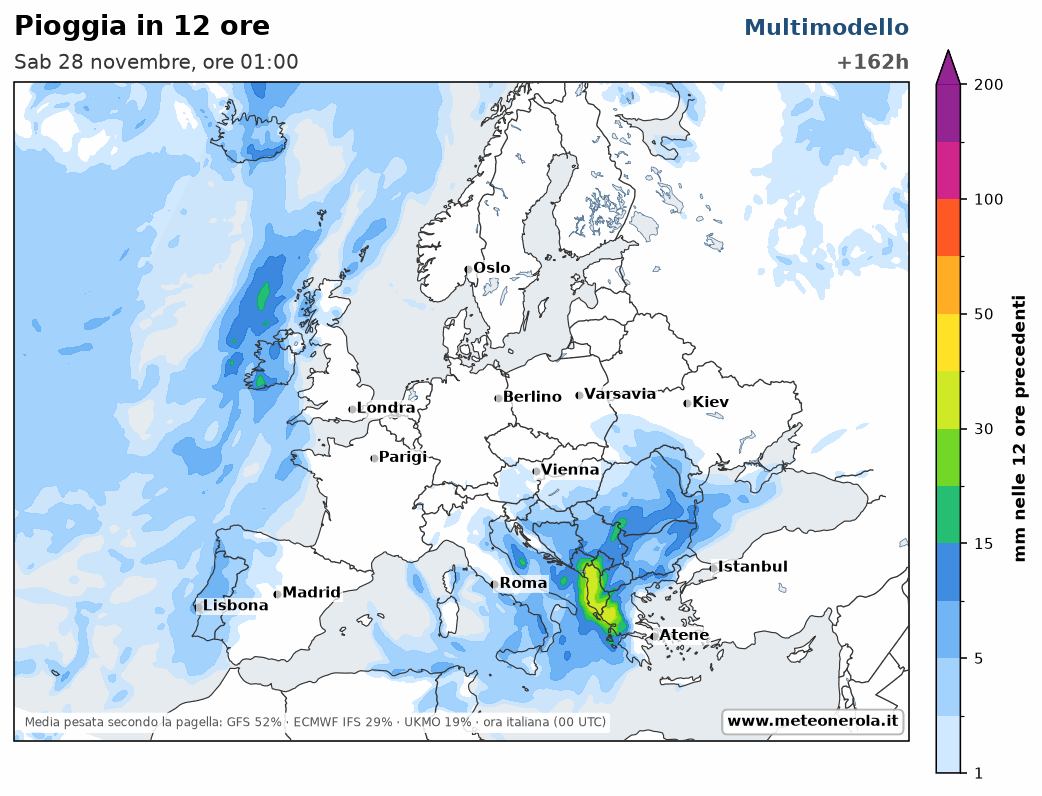 Pioggia in 12 ore
Multimodello
Sab 28 novembre, ore 01:00
+162h
200
100
50
30
15
5
1
mm nelle 12 ore precedenti
Oslo
Berlino
Varsavia
Kiev
Londra
Parigi
Vienna
Istanbul
Roma
Madrid
Lisbona
Atene
Media pesata secondo la pagella: GFS 52% · ECMWF IFS 29% · UKMO 19% · ora italiana (00 UTC)
www.meteonerola.it